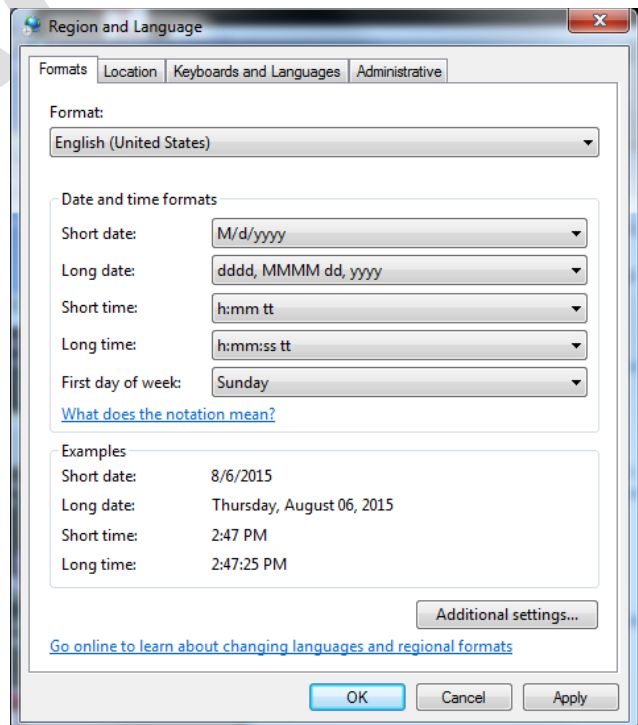 Region and Language
Formats Location Keyboards and Languages Administrative
Format:
English (United States)
Date and time formats
Short date: M/d/yyyy
Long date: dddd, MMMM dd, yyyy
Short time: h:mm tt
Long time: h:mm:ss tt
First day of week: Sunday
What does the notation mean?
Examples
Short date: 8/6/2015
Long date: Thursday, August 06, 2015
Short time: 2:47 PM
Long time: 2:47:25 PM
Additional settings...
Go online to learn about changing languages and regional formats
OK Cancel Apply